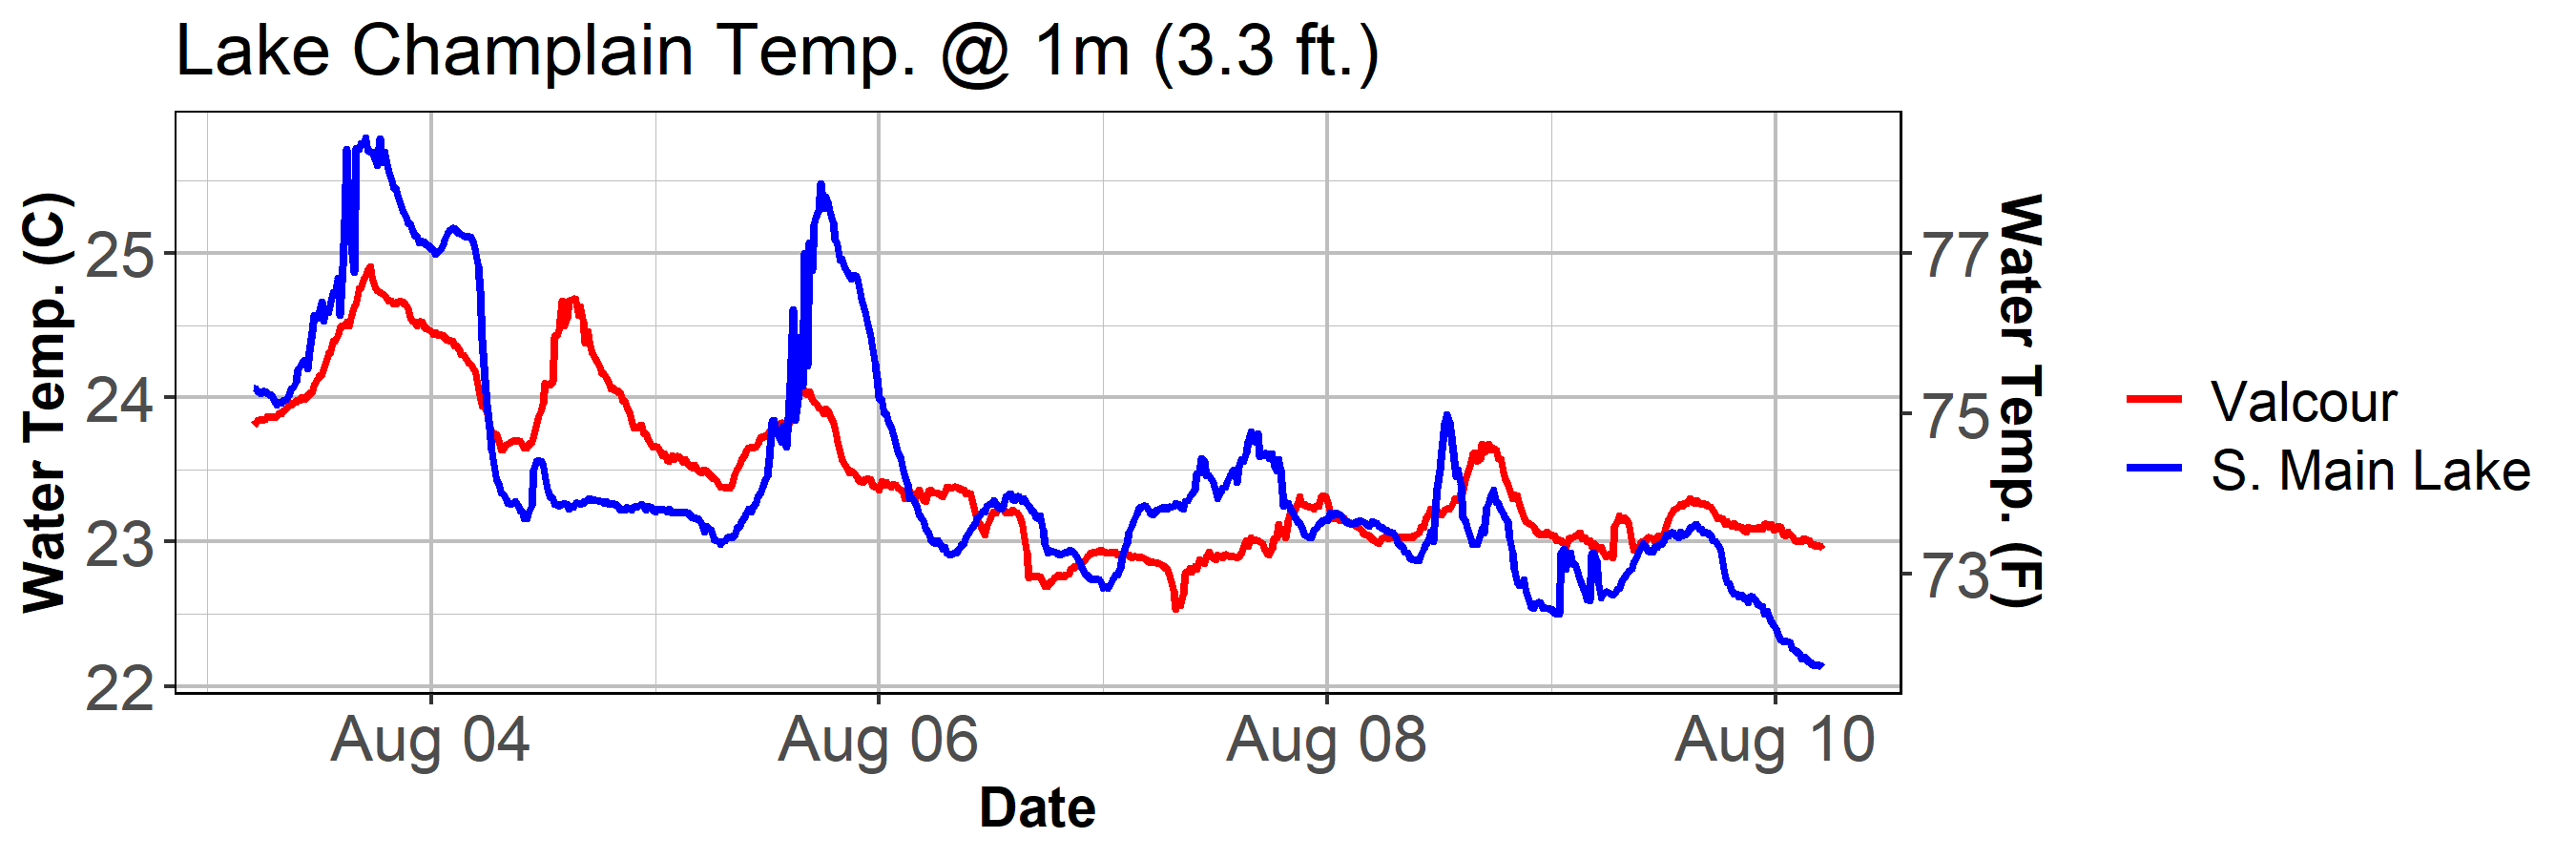 Lake Champlain Temp. @ 1m (3.3 ft.)
Water Temp. (C)
25
24
23
22
77
75
73
Water Temp. (F)
Aug 04
Aug 06
Aug 08
Aug 10
Date
Valcour
S. Main Lake